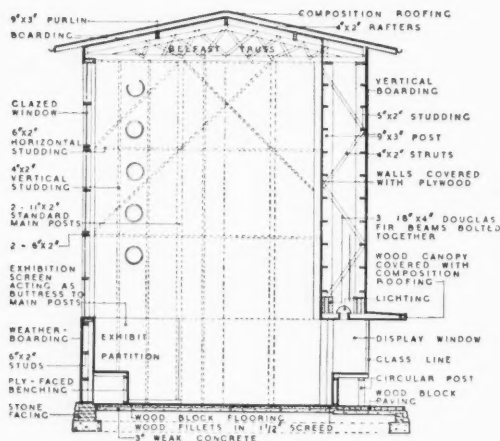 COMPOSITION ROOFING
9"X3" PURLIN
4"X2" RAFTERS
BOARDING
BELFAST TRUSS
GLAZED
WINDOW
6"X2"
HORIZONTAL
STUDDING
4"X2"
VERTICAL
STUDDING
2 - 11"X2"
STANDARD
MAIN POSTS
2 - 6"X2"
EXHIBITION
SCREEN
ACTING AS
BUTTRESS TO
MAIN POSTS
WEATHER-
BOARDING
6"X2"
STUDS
PLY-FACED
BENCHING
STONE
FACING
EXHIBIT
PARTITION
VERTICAL
BOARDING
5"X2" STUDDING
9"X3" POST
4"X2" STRUTS
WALLS COVERED
WITH PLYWOOD
3 18"X4" DOUGLAS
FIR BEAMS BOLTED
TOGETHER
WOOD CANOPY
COVERED WITH
COMPOSITION
ROOFING
LIGHTING
DISPLAY WINDOW
GLASS LINE
CIRCULAR POST
WOOD BLOCK
PAVING
WOOD BLOCK FLOORING
WOOD FILLETS IN 1 1/2" SCREED
3" WEAK CONCRETE